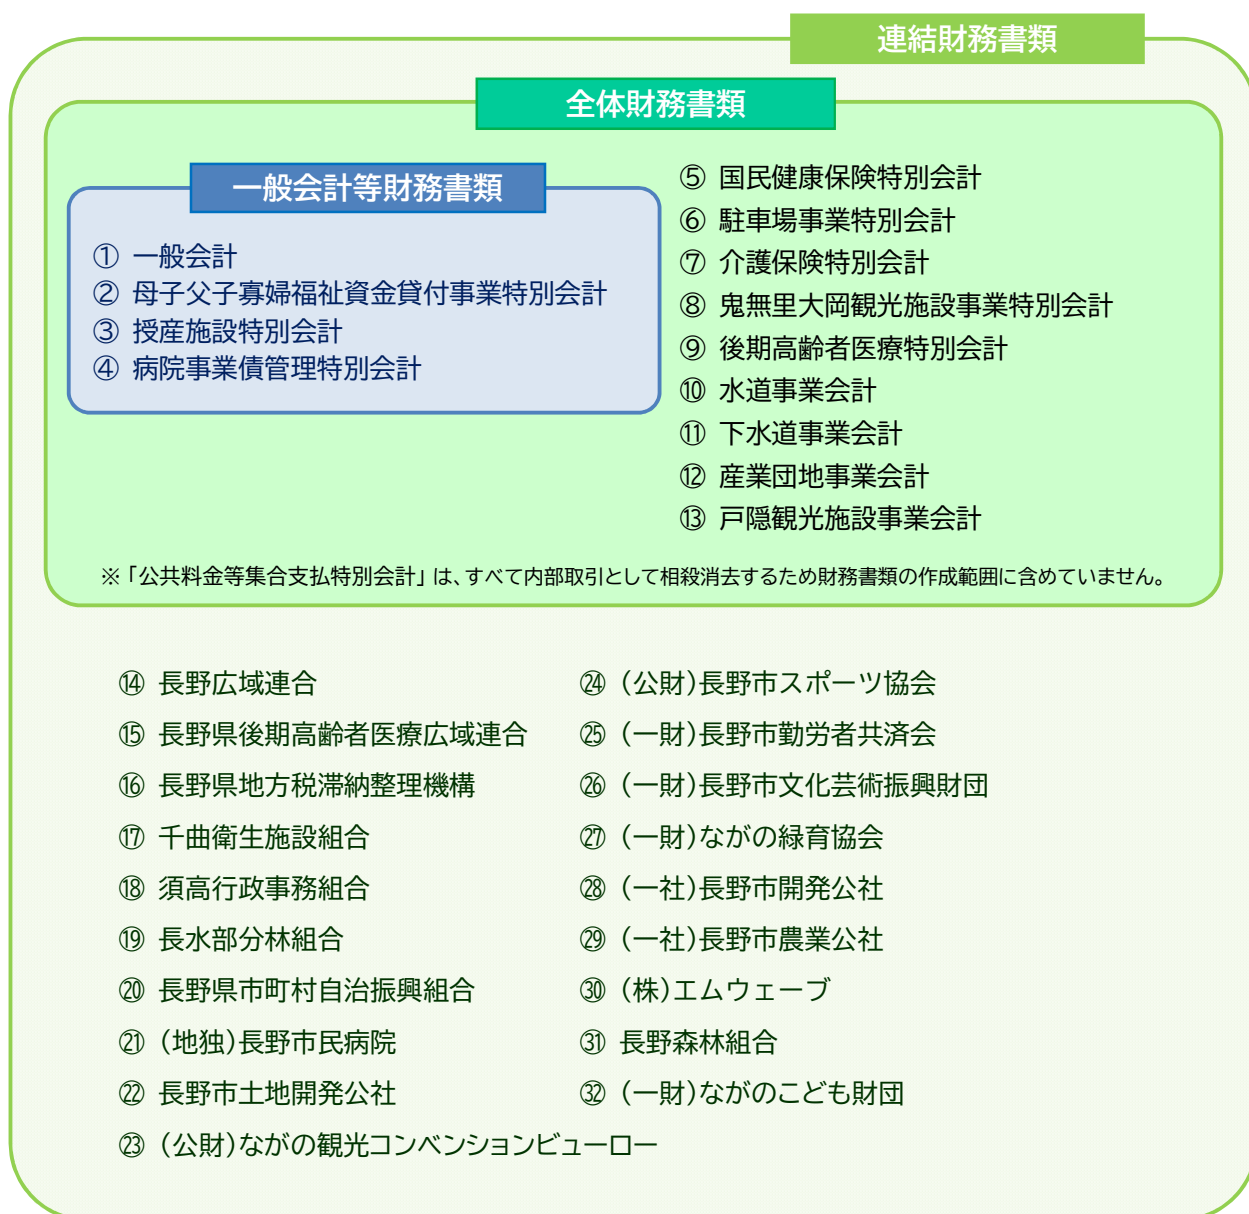 連結財務書類
全体財務書類
一般会計等財務書類
① 一般会計
② 母子父子寡婦福祉資金貸付事業特別会計
③ 授産施設特別会計
④ 病院事業債管理特別会計
⑤ 国民健康保険特別会計
⑥ 駐車場事業特別会計
⑦ 介護保険特別会計
⑧ 鬼無里大岡観光施設事業特別会計
⑨ 後期高齢者医療特別会計
⑩ 水道事業会計
⑪ 下水道事業会計
⑫ 産業団地事業会計
⑬ 戸隠観光施設事業会計
※「公共料金等集合支払特別会計」は、すべて内部取引として相殺消去するため財務書類の作成範囲に含めていません。
⑭ 長野広域連合
⑮ 長野県後期高齢者医療広域連合
⑯ 長野県地方税滞納整理機構
⑰ 千曲衛生施設組合
⑱ 須高行政事務組合
⑲ 長水部分林組合
⑳ 長野県市町村自治振興組合
㉑ (地独)長野市民病院
㉒ 長野市土地開発公社
㉓ (公財)ながの観光コンベンションビューロー
㉔ (公財)長野市スポーツ協会
㉕ (一財)長野市勤労者共済会
㉖ (一財)長野市文化芸術振興財団
㉗ (一財)ながの緑育協会
㉘ (一社)長野市開発公社
㉙ (一社)長野市農業公社
㉚ (株)エムウェーブ
㉛ 長野森林組合
㉜ (一財)ながのこども財団